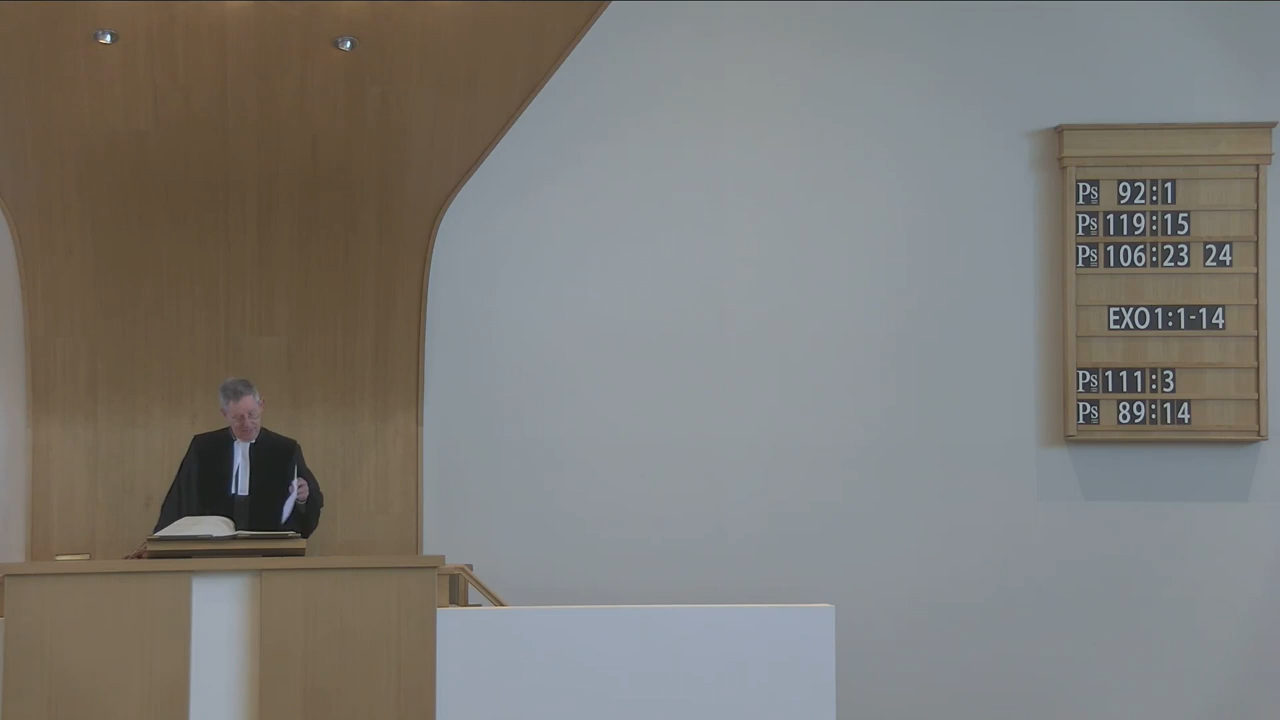 Ps 92:1
Ps 119:15
Ps 106:23 24
EXO 1:1-14
Ps 111:3
Ps 89:14